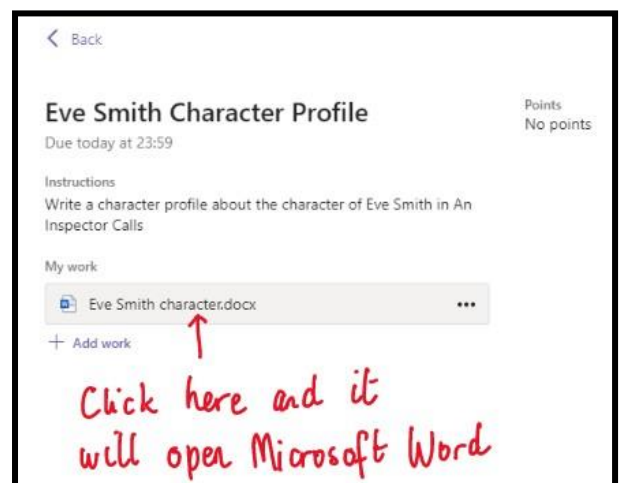 Back
Eve Smith Character Profile
Points
No points
Due today at 23:59
Instructions
Write a character profile about the character of Eve Smith in An
Inspector Calls
My work
Eve Smith character.docx
+ Add work
Click here and it
will open Microsoft Word